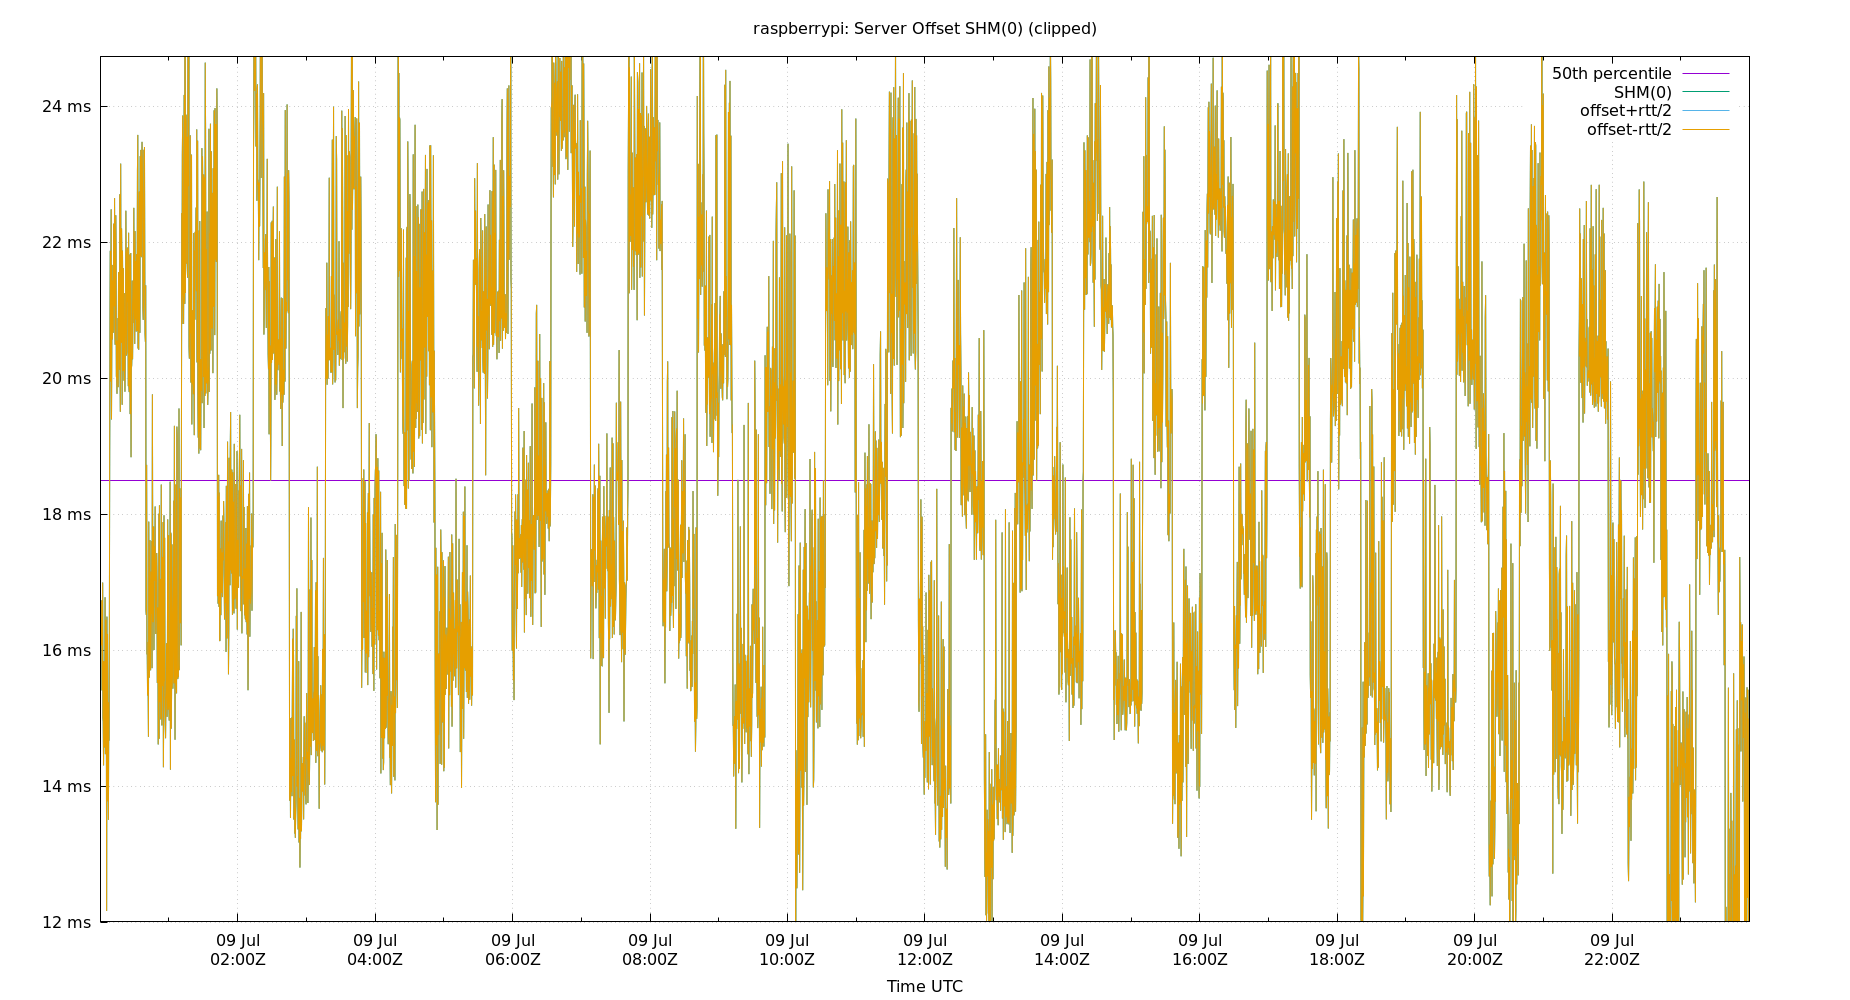 raspberrypi: Server Offset SHM(0) (clipped)
50th percentile
SHM(0)
offset+rtt/2
offset-rtt/2
24 ms
22 ms
20 ms
18 ms
16 ms
14 ms
12 ms
09 Jul 09 Jul 09 Jul 09 Jul 09 Jul 09 Jul 09 Jul 09 Jul 09 Jul 09 Jul 09 Jul
02:00Z 04:00Z 06:00Z 08:00Z 10:00Z 12:00Z 14:00Z 16:00Z 18:00Z 20:00Z 22:00Z
Time UTC